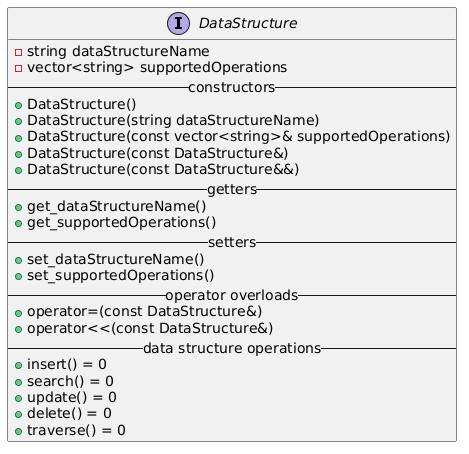 I DataStructure
string dataStructureName
vector<string> supportedOperations
constructors
DataStructure()
DataStructure(string dataStructureName)
DataStructure(const vector<string>& supportedOperations)
DataStructure(const DataStructure&)
DataStructure(const DataStructure&&)
getters
get_dataStructureName()
get_supportedOperations()
setters
set_dataStructureName()
set_supportedOperations()
operator overloads
operator=(const DataStructure&)
operator<<(const DataStructure&)
data structure operations
insert() = 0
search() = 0
update() = 0
delete() = 0
traverse() = 0